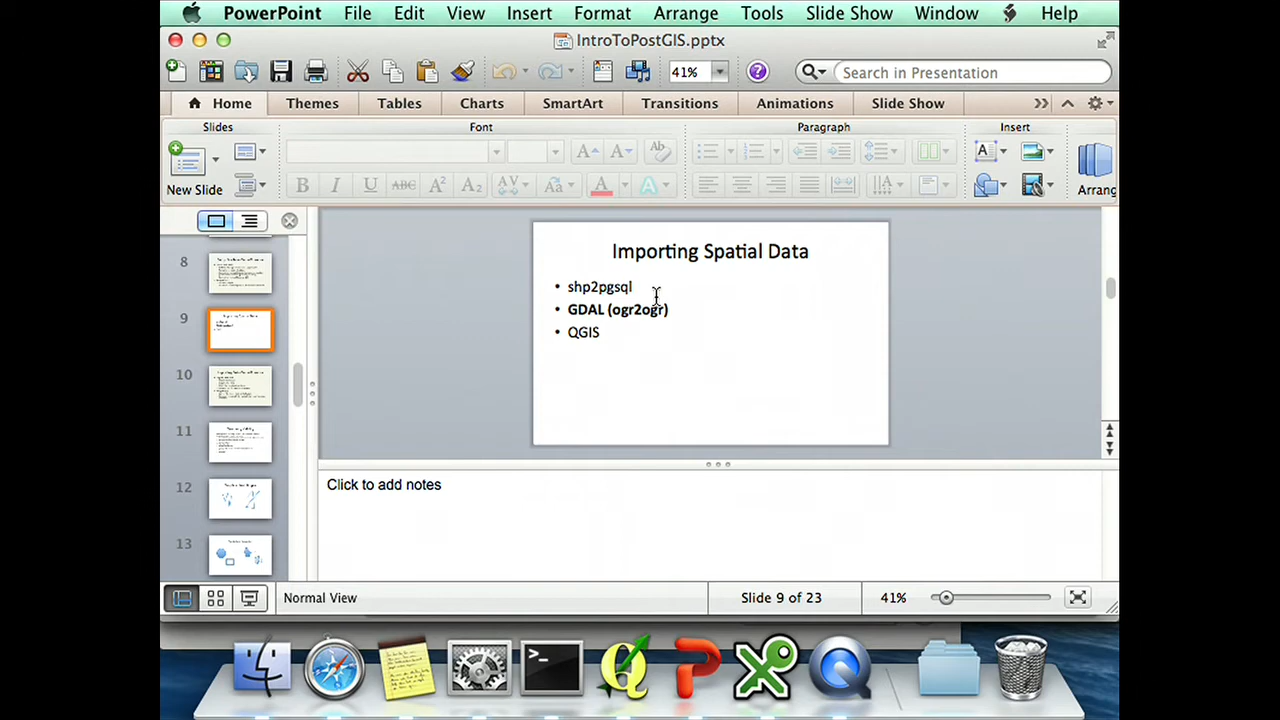 PowerPoint File Edit View Insert Format Arrange Tools Slide Show Window Help
IntroToPostGIS.pptx
41% Search in Presentation
Home Themes Tables Charts SmartArt Transitions Animations Slide Show
Slides Font Paragraph Insert
New Slide Arrang
8
9
10
11
12
13
Importing Spatial Data
• shp2pgsql
• GDAL (ogr2ogr)
• QGIS
Click to add notes
Normal View Slide 9 of 23 41%